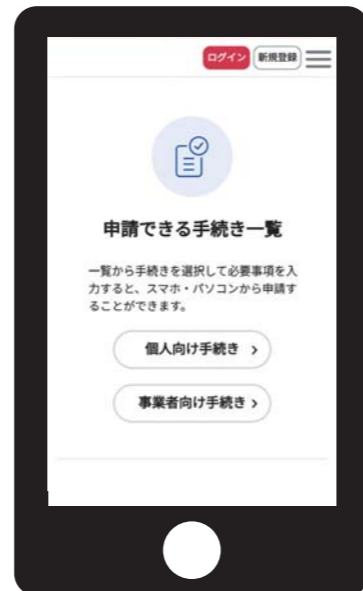 ログイン 新規登録
申請できる手続き一覧
一覧から手続きを選択して必要事項を入
力すると、スマホ・パソコンから申請す
ることができます。
個人向け手続き
事業者向け手続き